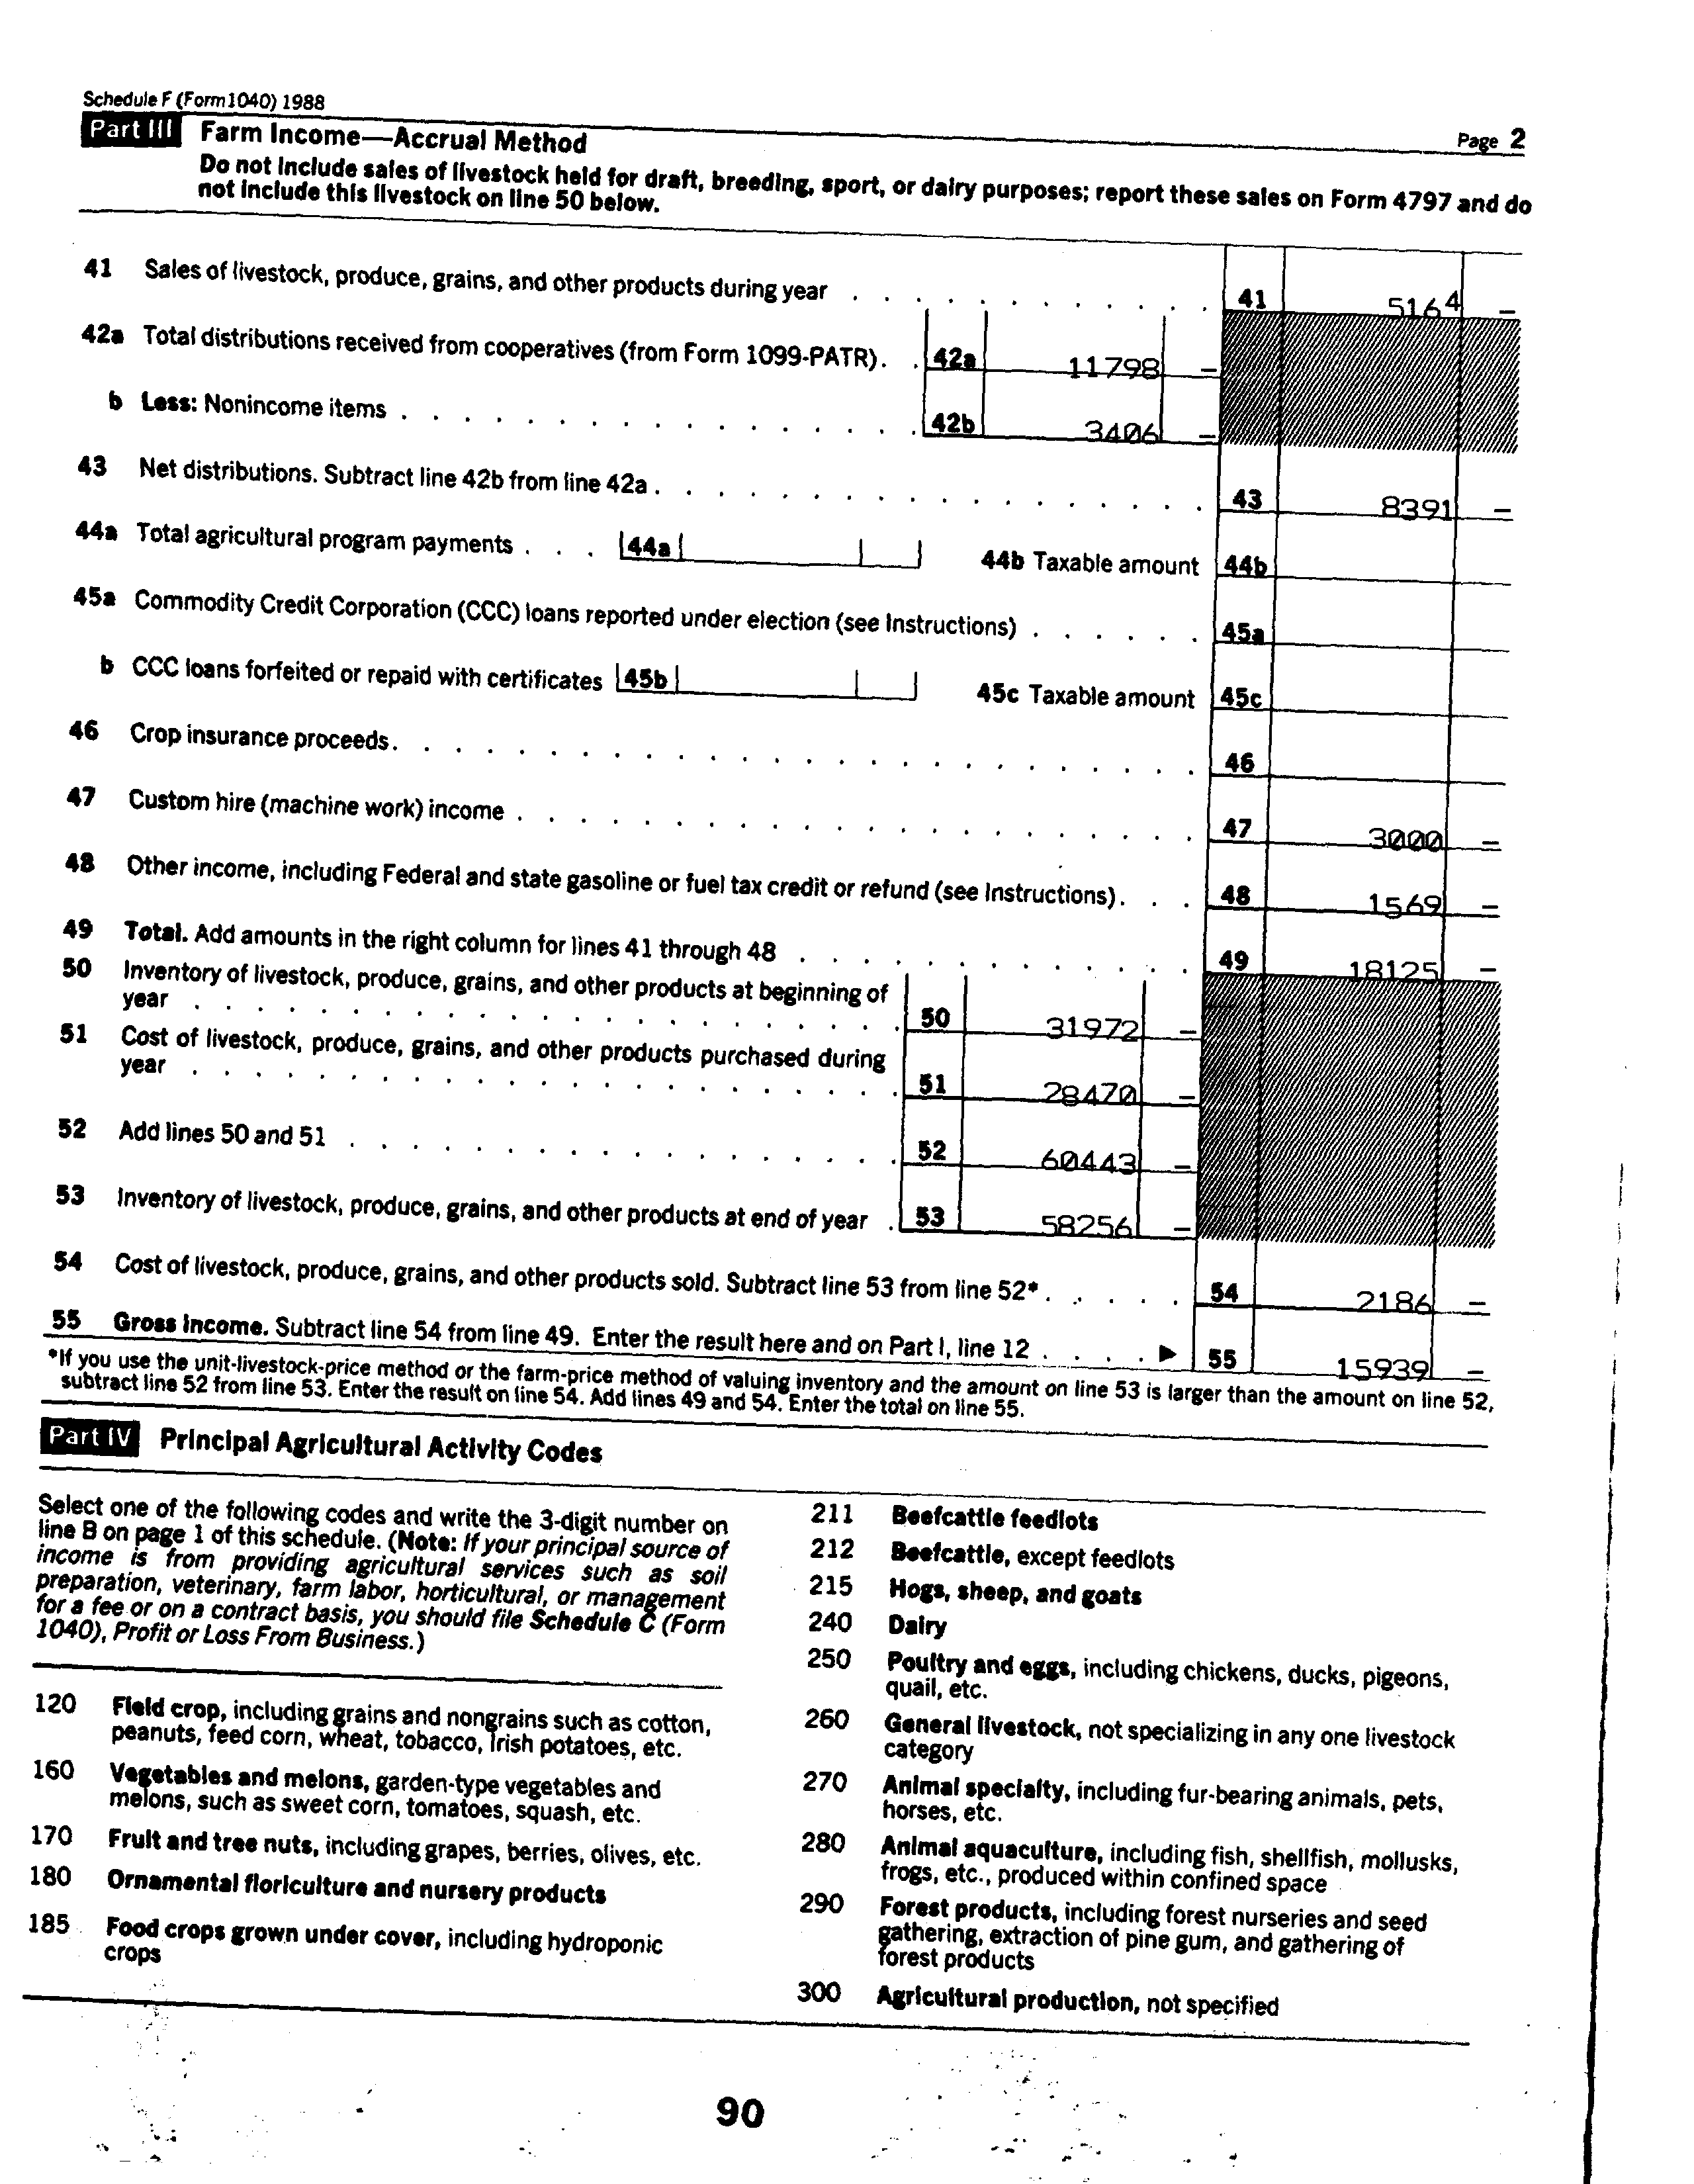 Schedule F (Form 1040) 1988
Page 2
Part III Farm Income—Accrual Method
Do not include sales of livestock held for draft, breeding, sport, or dairy purposes; report these sales on Form 4797 and do
not include this livestock on line 50 below.
41 Sales of livestock, produce, grains, and other products during year . . . . . . . . . . . . 41 5164 –
42a Total distributions received from cooperatives (from Form 1099-PATR) . . 42a 11798 –
b Less: Nonincome items . . . . . . . . . . . . . . . . . 42b 3406 –
43 Net distributions. Subtract line 42b from line 42a . . . . . . . . . . . . . . . . . . 43 8391 –
44a Total agricultural program payments . . . 44a 44b Taxable amount 44b
45a Commodity Credit Corporation (CCC) loans reported under election (see Instructions) . . . . . . 45a
b CCC loans forfeited or repaid with certificates 45b 45c Taxable amount 45c
46 Crop insurance proceeds . . . . . . . . . . . . . . . . . . . . . . . . . . 46
47 Custom hire (machine work) income . . . . . . . . . . . . . . . . . . . . . . 47 3000 –
48 Other income, including Federal and state gasoline or fuel tax credit or refund (see Instructions) . . . 48 1569 –
49 Total. Add amounts in the right column for lines 41 through 48 . . . . . . . . . . . . . 49 18125 –
50 Inventory of livestock, produce, grains, and other products at beginning of
year . . . . . . . . . . . . . . . . . . . . . . . 50 31972 –
51 Cost of livestock, produce, grains, and other products purchased during
year . . . . . . . . . . . . . . . . . . . . . . . 51 28470 –
52 Add lines 50 and 51 . . . . . . . . . . . . . . . . . . 52 60443 –
53 Inventory of livestock, produce, grains, and other products at end of year . 53 58256 –
54 Cost of livestock, produce, grains, and other products sold. Subtract line 53 from line 52* . . . . . 54 2186 –
55 Gross income. Subtract line 54 from line 49. Enter the result here and on Part I, line 12 . . . . ▶ 55 15939 –
*If you use the unit-livestock-price method or the farm-price method of valuing inventory and the amount on line 53 is larger than the amount on line 52,
subtract line 52 from line 53. Enter the result on line 54. Add lines 49 and 54. Enter the total on line 55.
Part IV Principal Agricultural Activity Codes
Select one of the following codes and write the 3-digit number on
line B on page 1 of this schedule. (Note: If your principal source of
income is from providing agricultural services such as soil
preparation, veterinary, farm labor, horticultural, or management
for a fee or on a contract basis, you should file Schedule C (Form
1040), Profit or Loss From Business.)
120 Field crop, including grains and nongrains such as cotton,
peanuts, feed corn, wheat, tobacco, Irish potatoes, etc.
160 Vegetables and melons, garden-type vegetables and
melons, such as sweet corn, tomatoes, squash, etc.
170 Fruit and tree nuts, including grapes, berries, olives, etc.
180 Ornamental floriculture and nursery products
185 Food crops grown under cover, including hydroponic
crops
211 Beefcattle feedlots
212 Beefcattle, except feedlots
215 Hogs, sheep, and goats
240 Dairy
250 Poultry and eggs, including chickens, ducks, pigeons,
quail, etc.
260 General livestock, not specializing in any one livestock
category
270 Animal specialty, including fur-bearing animals, pets,
horses, etc.
280 Animal aquaculture, including fish, shellfish, mollusks,
frogs, etc., produced within confined space
290 Forest products, including forest nurseries and seed
gathering, extraction of pine gum, and gathering of
forest products
300 Agricultural production, not specified
90